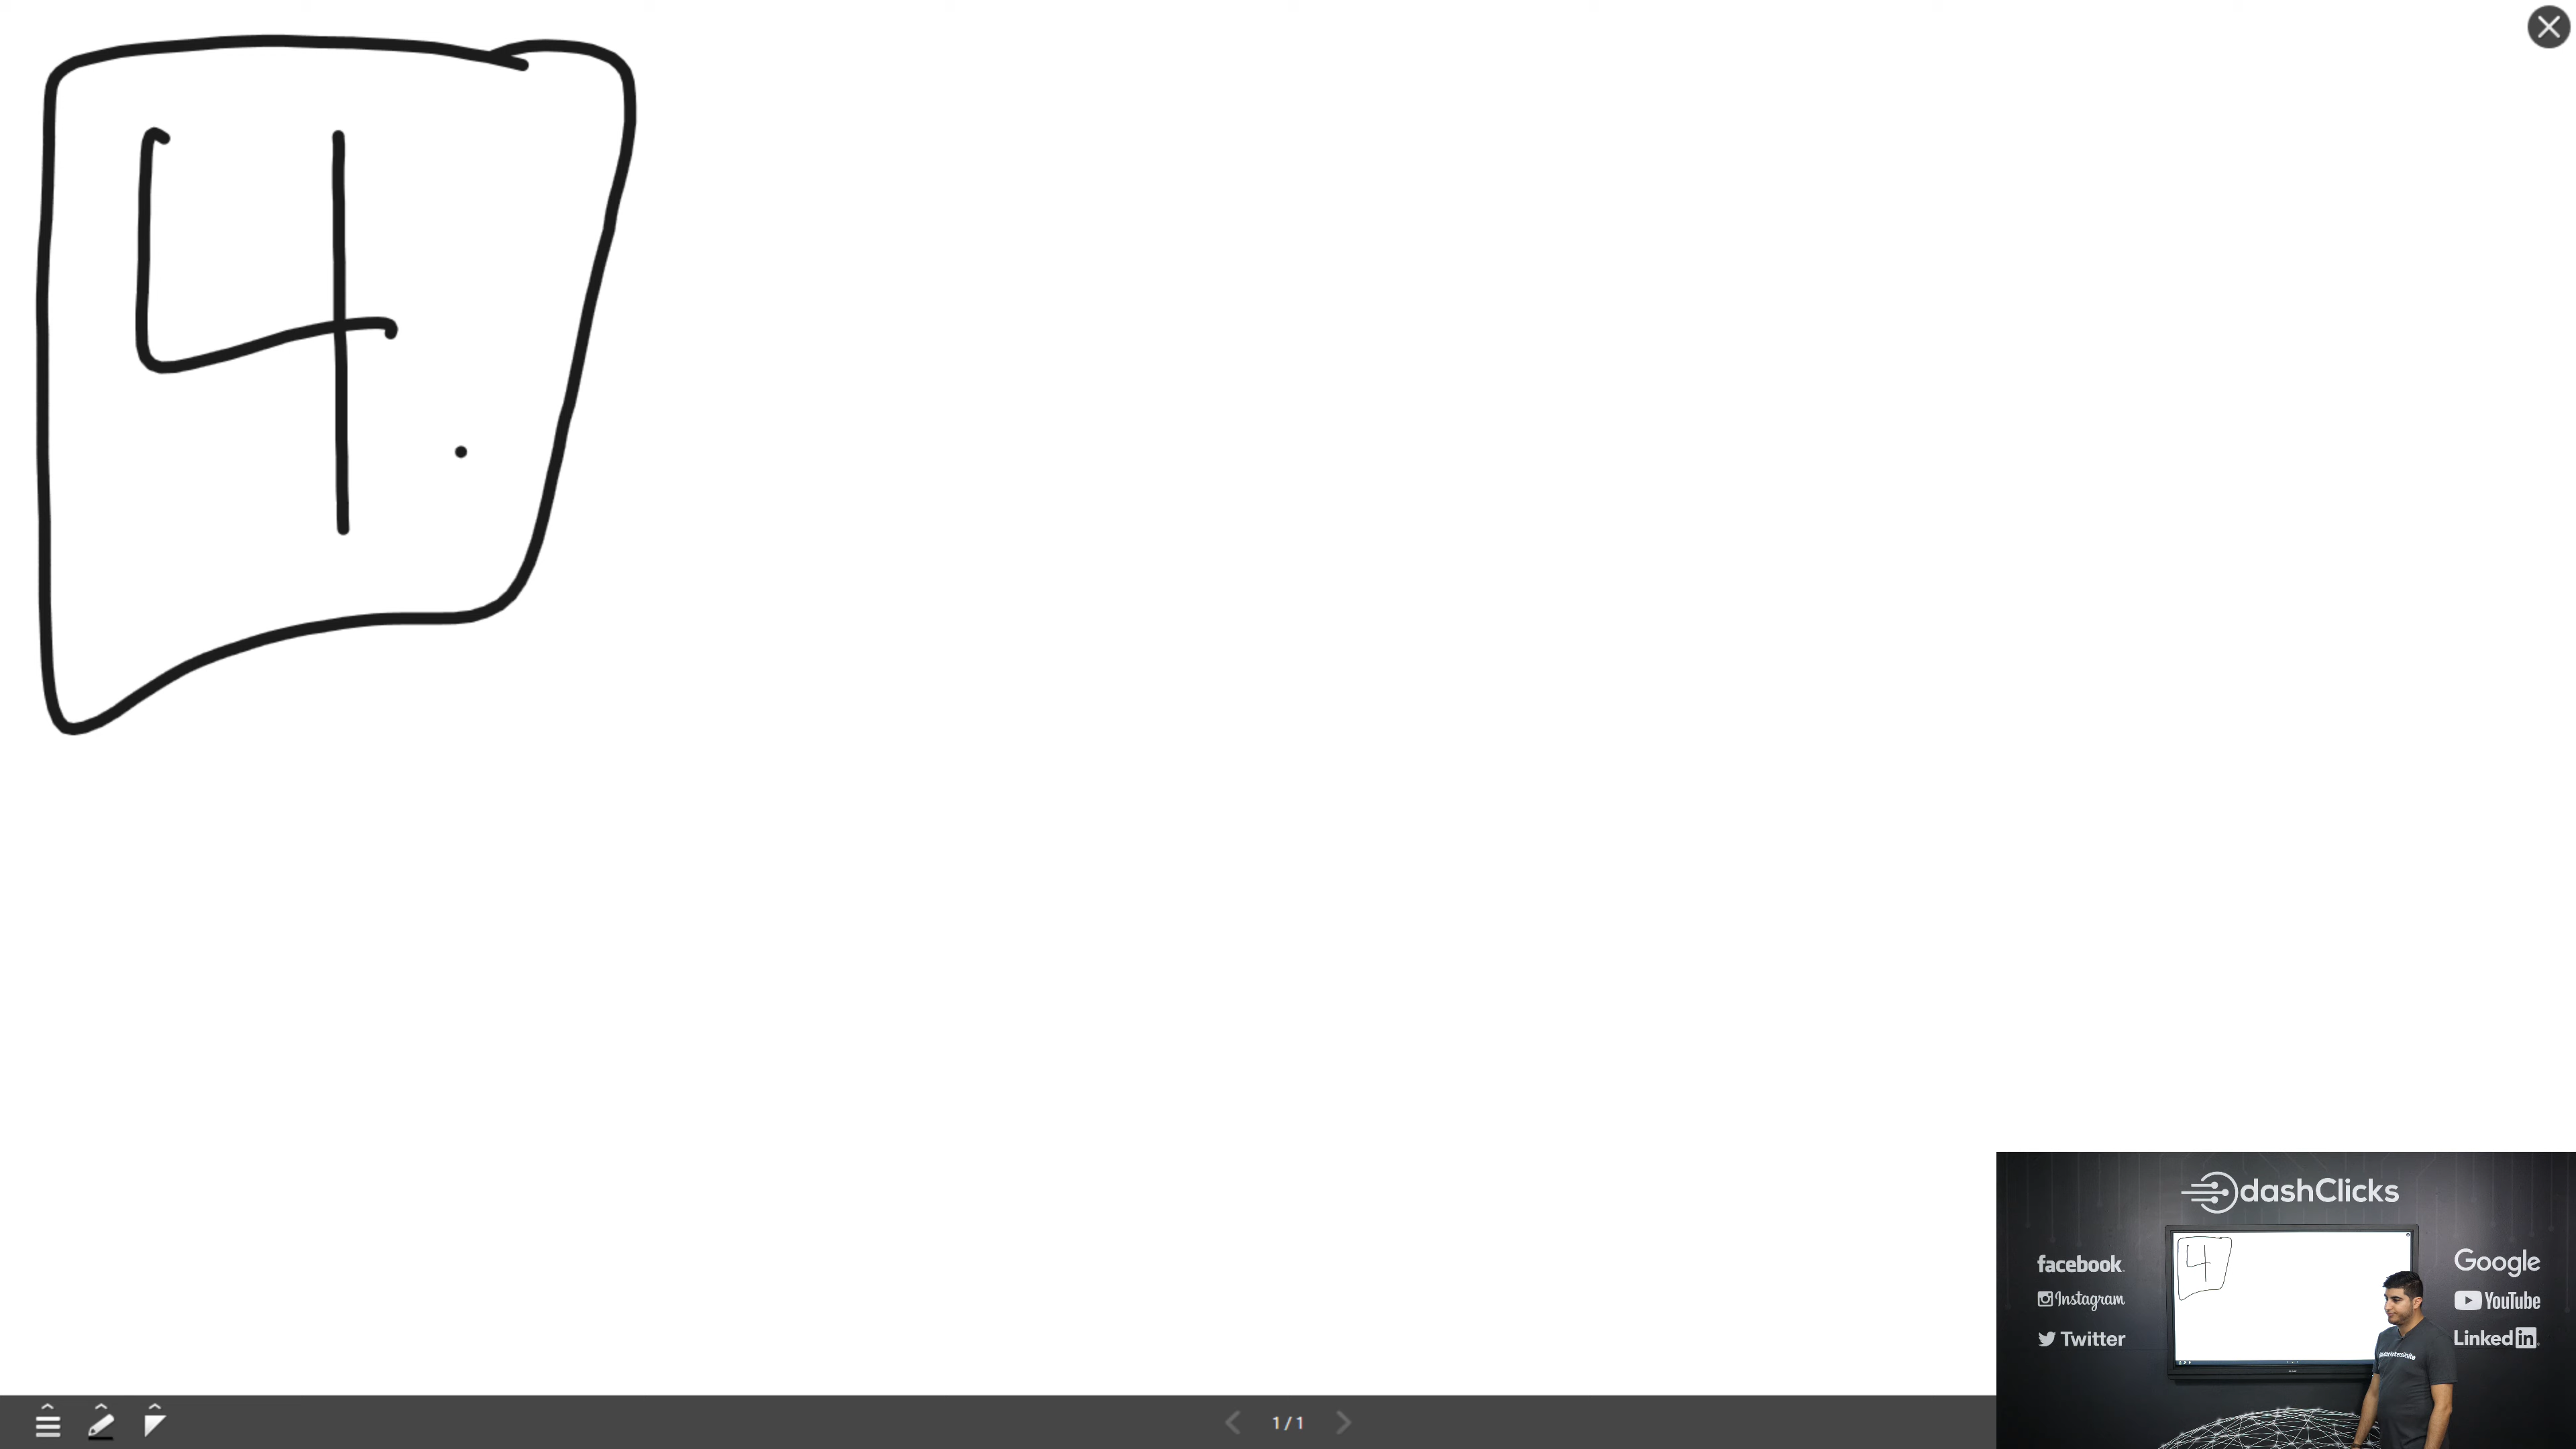 4.
dashClicks
facebook.
Instagram
Twitter
Google
YouTube
Linkedin
1/1